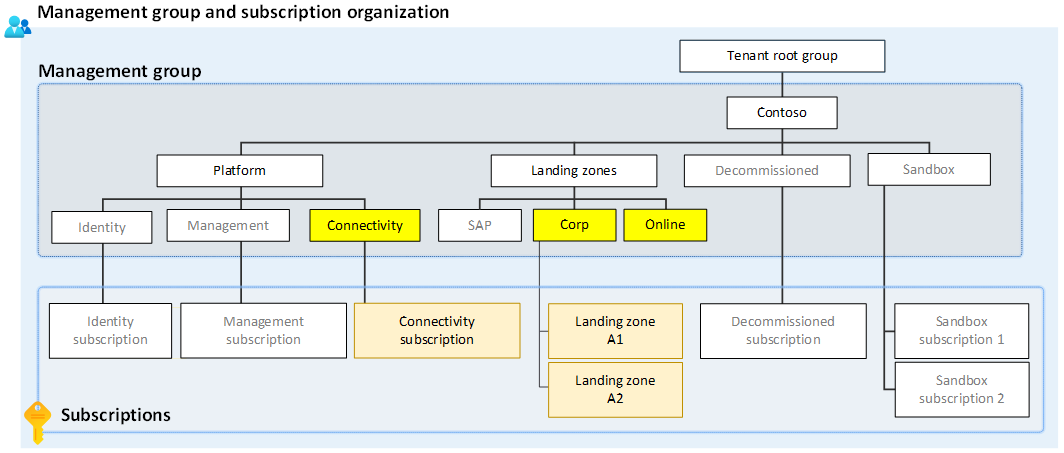 Management group and subscription organization
Tenant root group
Management group
Contoso
Platform
Landing zones
Decommissioned
Sandbox
Identity
Management
Connectivity
SAP
Corp
Online
Identity
subscription
Management
subscription
Connectivity
subscription
Landing zone
A1
Decommissioned
subscription
Sandbox
subscription 1
Landing zone
A2
Sandbox
subscription 2
Subscriptions